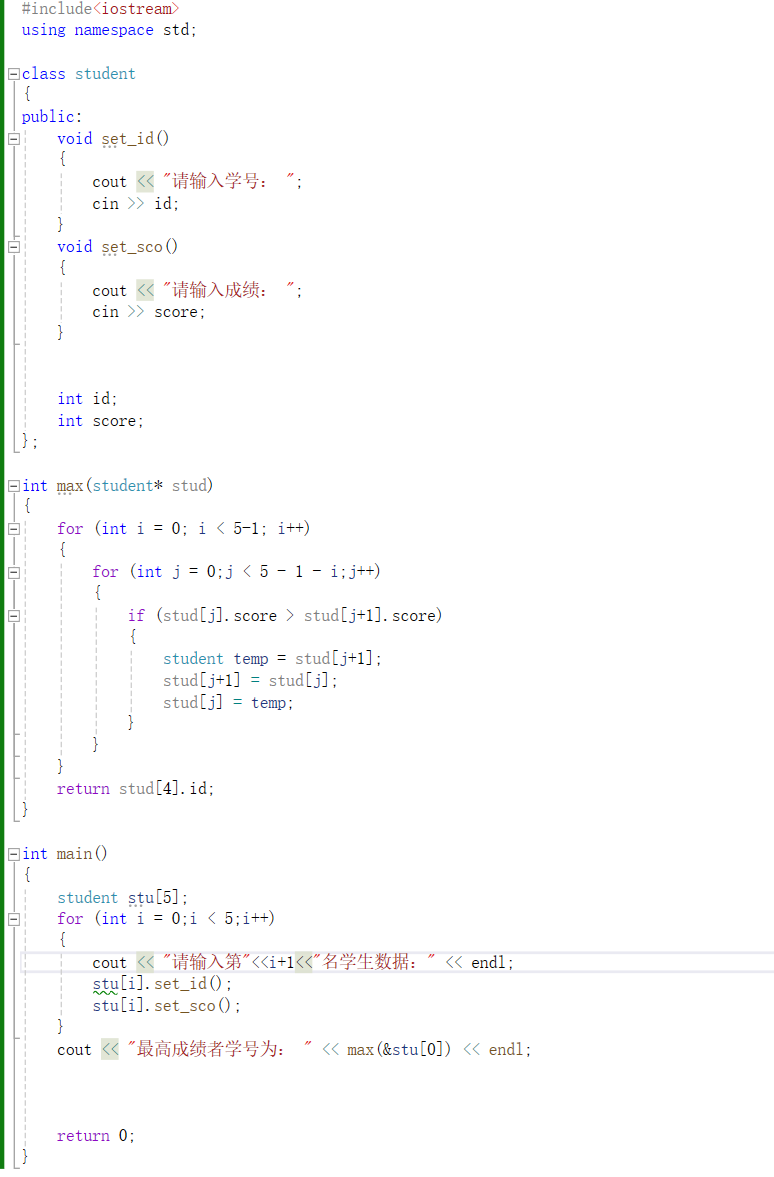 #include<iostream>
using namespace std;
class student
{
public:
void set_id()
{
cout << "请输入学号： ";
cin >> id;
}
void set_sco()
{
cout << "请输入成绩： ";
cin >> score;
}
int id;
int score;
};
int max(student* stud)
{
for (int i = 0; i < 5-1; i++)
{
for (int j = 0;j < 5 - 1 - i;j++)
{
if (stud[j].score > stud[j+1].score)
{
student temp = stud[j+1];
stud[j+1] = stud[j];
stud[j] = temp;
}
}
}
return stud[4].id;
}
int main()
{
student stu[5];
for (int i = 0;i < 5;i++)
{
cout << "请输入第"<<i+1<<"名学生数据：" << endl;
stu[i].set_id();
stu[i].set_sco();
}
cout << "最高成绩者学号为： " << max(&stu[0]) << endl;
return 0;
}